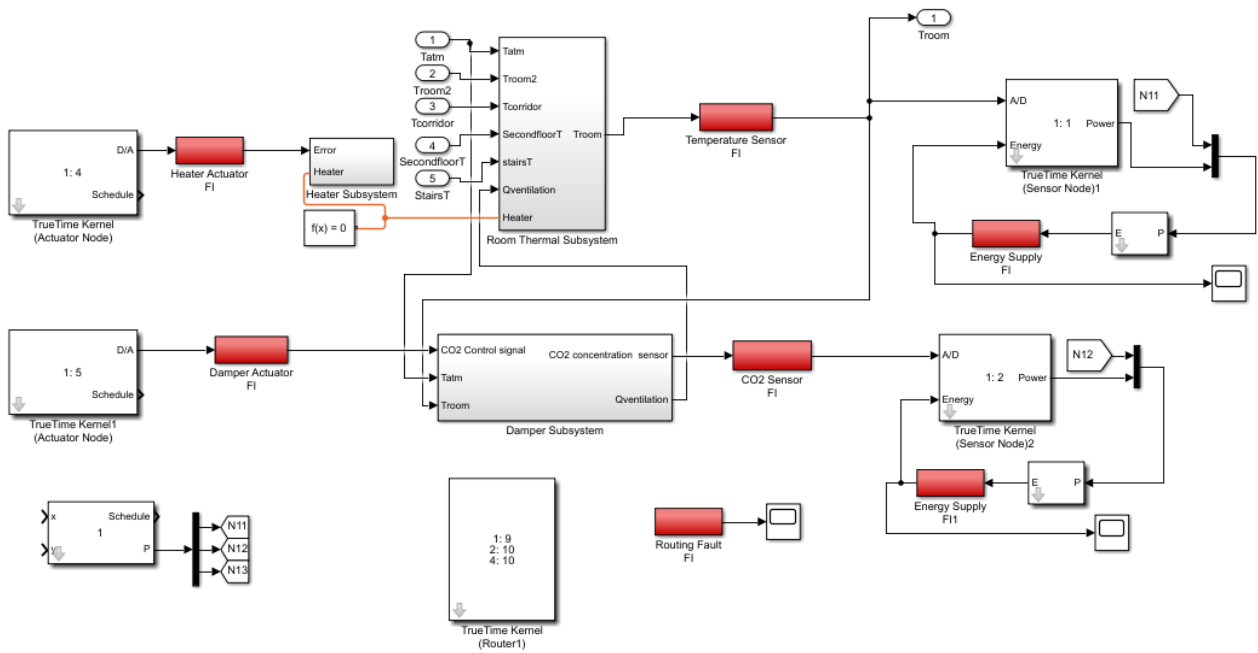 1
Troom
1
Tatm
2
Troom2
3
Tcorridor
4
SecondfloorT
5
StairsT
Tatm
Troom2
Tcorridor
SecondfloorT
stairsT
Qventilation
Heater
Troom
Room Thermal Subsystem
Temperature Sensor
FI
A/D
1: 1
Power
Energy
TrueTime Kernel
(Sensor Node)1
N11
D/A
1: 4
Schedule
TrueTime Kernel
(Actuator Node)
Heater Actuator
FI
Error
Heater
Heater Subsystem
f(x) = 0
Energy Supply
FI
E
P
D/A
1: 5
Schedule
TrueTime Kernel1
(Actuator Node)
Damper Actuator
FI
CO2 Control signal
Tatm
Troom
CO2 concentration sensor
Qventilation
Damper Subsystem
CO2 Sensor
FI
A/D
1: 2
Power
Energy
TrueTime Kernel
(Sensor Node)2
N12
Energy Supply
FI1
E
P
x
y
Schedule
1
P
N11
N12
N13
1: 9
2: 10
4: 10
TrueTime Kernel
(Router1)
Routing Fault
FI